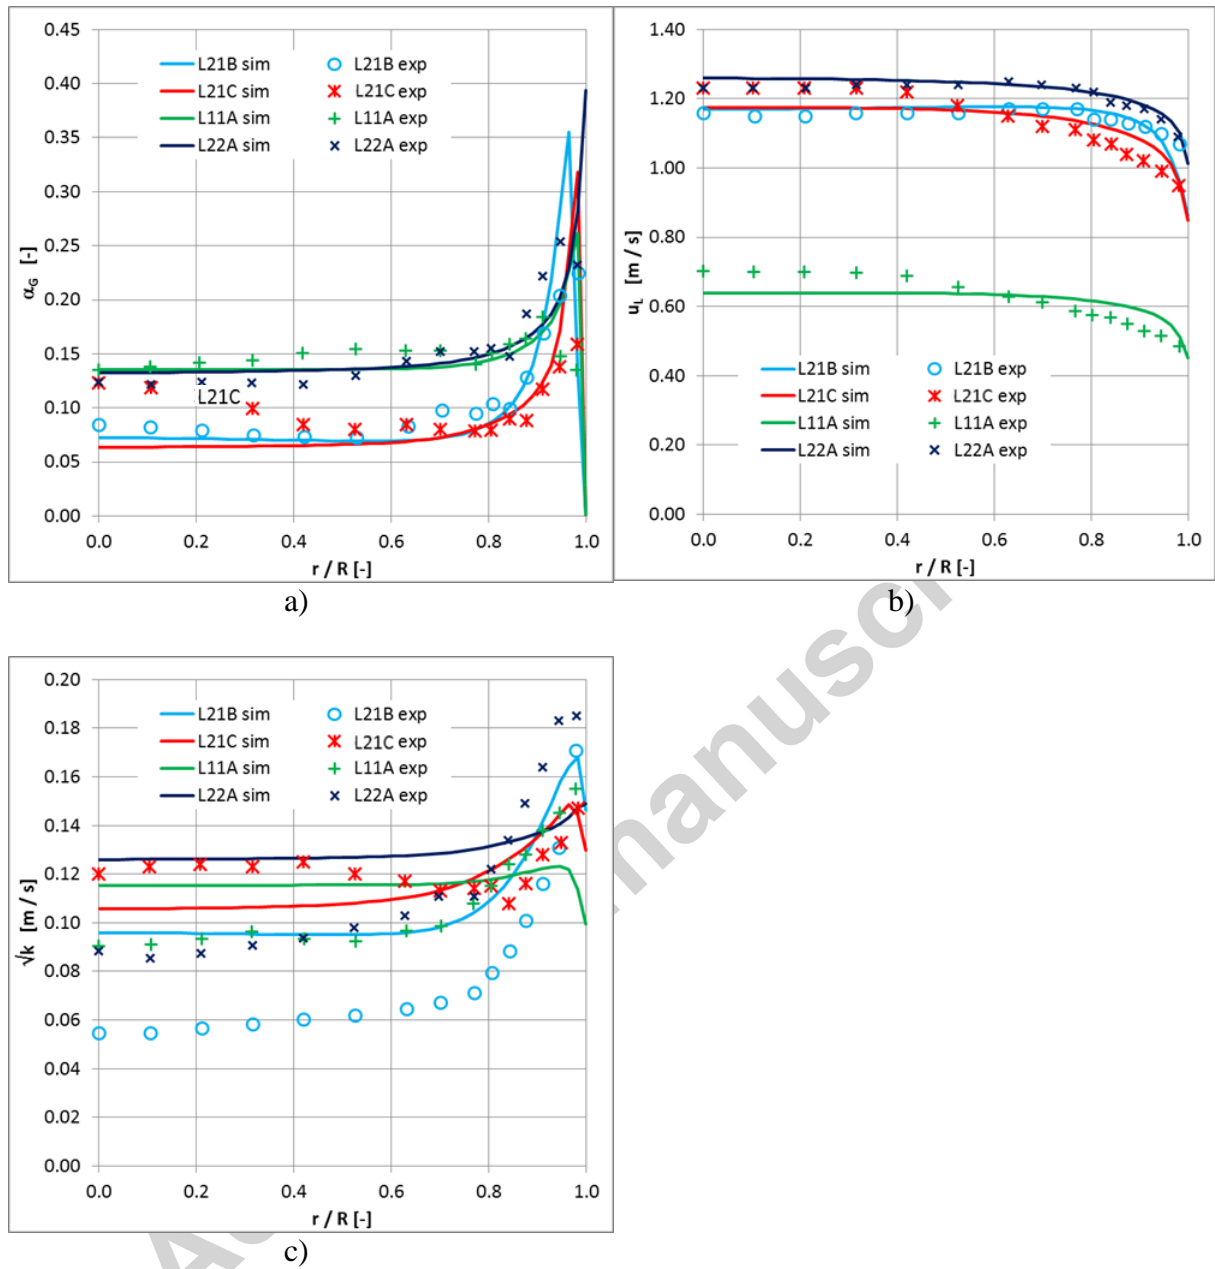 0.45
0.40
0.35
0.30
0.25
0.20
0.15
0.10
0.05
0.00
αG [-]
L21B sim
L21C sim
L11A sim
L22A sim
L21B exp
L21C exp
L11A exp
L22A exp
L21C
0.0 0.2 0.4 0.6 0.8 1.0
r / R [-]
a)
1.40
1.20
1.00
0.80
0.60
0.40
0.20
0.00
uL [m / s]
L21B sim
L21C sim
L11A sim
L22A sim
L21B exp
L21C exp
L11A exp
L22A exp
0.0 0.2 0.4 0.6 0.8 1.0
r / R [-]
b)
0.20
0.18
0.16
0.14
0.12
0.10
0.08
0.06
0.04
0.02
0.00
√k [m / s]
L21B sim
L21C sim
L11A sim
L22A sim
L21B exp
L21C exp
L11A exp
L22A exp
0.0 0.2 0.4 0.6 0.8 1.0
r / R [-]
c)